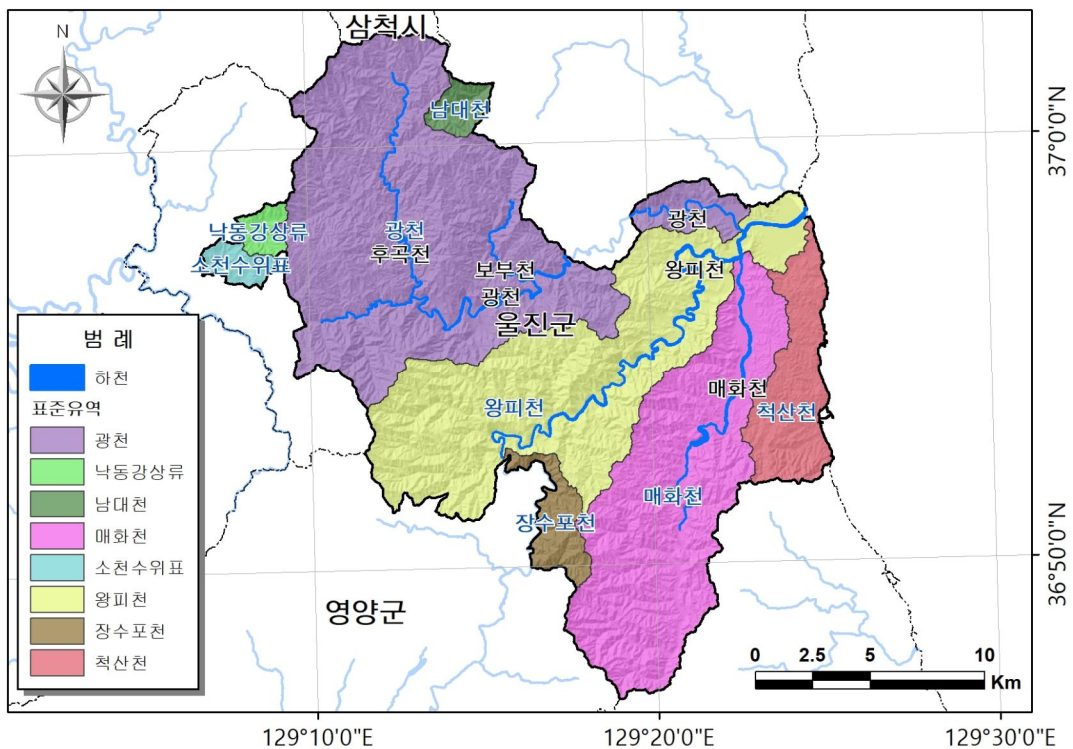 삼척시
N
남대천
37°0'0"N
낙동강상류
소천수위표
광천
후곡천
광천
보부천
광천
왕피천
울진군
범 례
하천
표준유역
광천
낙동강상류
남대천
매화천
소천수위표
왕피천
장수포천
척산천
왕피천
매화천
척산천
매화천
장수포천
36°50'0"N
영양군
0 2.5 5 10
Km
129°10'0"E
129°20'0"E
129°30'0"E